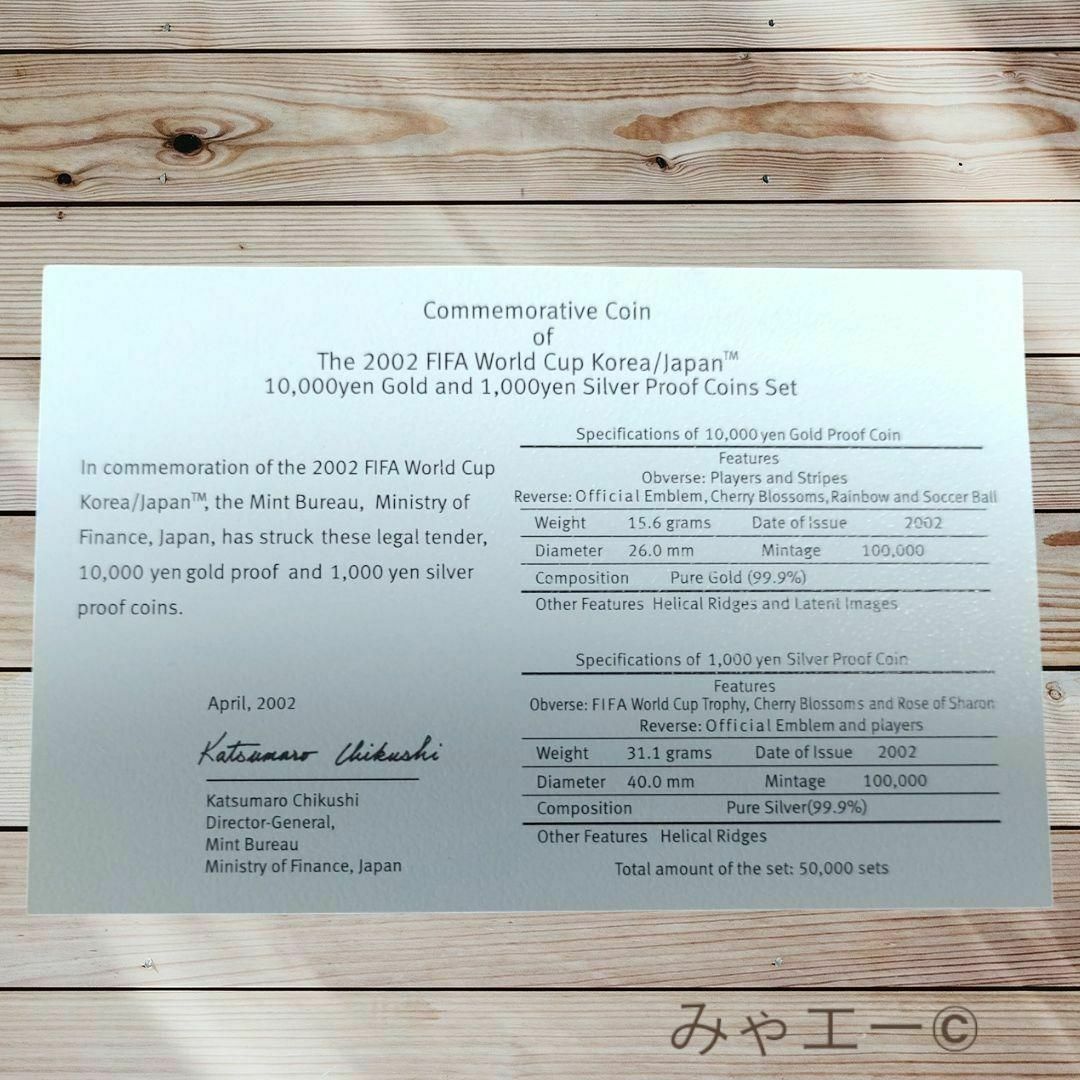 Commemorative Coin
of
The 2002 FIFA World Cup Korea/Japan™
10,000yen Gold and 1,000yen Silver Proof Coins Set
In commemoration of the 2002 FIFA World Cup
Korea/Japan™, the Mint Bureau, Ministry of
Finance, Japan, has struck these legal tender,
10,000 yen gold proof and 1,000 yen silver
proof coins.
April, 2002
Katsumaro Chikushi
Katsumaro Chikushi
Director-General,
Mint Bureau
Ministry of Finance, Japan
Specifications of 10,000 yen Gold Proof Coin
Features
Obverse: Players and Stripes
Reverse: Official Emblem, Cherry Blossoms, Rainbow and Soccer Ball
Weight 15.6 grams Date of Issue 2002
Diameter 26.0 mm Mintage 100,000
Composition Pure Gold (99.9%)
Other Features Helical Ridges and Latent Images
Specifications of 1,000 yen Silver Proof Coin
Features
Obverse: FIFA World Cup Trophy, Cherry Blossoms and Rose of Sharon
Reverse: Official Emblem and players
Weight 31.1 grams Date of Issue 2002
Diameter 40.0 mm Mintage 100,000
Composition Pure Silver(99.9%)
Other Features Helical Ridges
Total amount of the set: 50,000 sets
みゃエー©